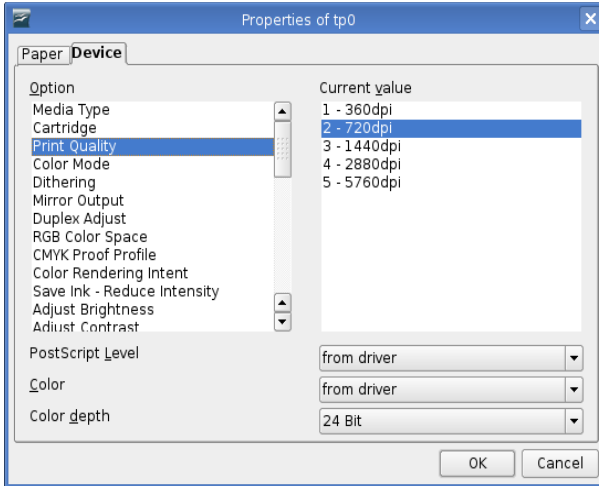 Properties of tp0
Paper Device
Option
Media Type
Cartridge
Print Quality
Color Mode
Dithering
Mirror Output
Duplex Adjust
RGB Color Space
CMYK Proof Profile
Color Rendering Intent
Save Ink - Reduce Intensity
Adjust Brightness
Adjust Contrast
Current value
1 - 360dpi
2 - 720dpi
3 - 1440dpi
4 - 2880dpi
5 - 5760dpi
PostScript Level
from driver
Color
from driver
Color depth
24 Bit
OK
Cancel